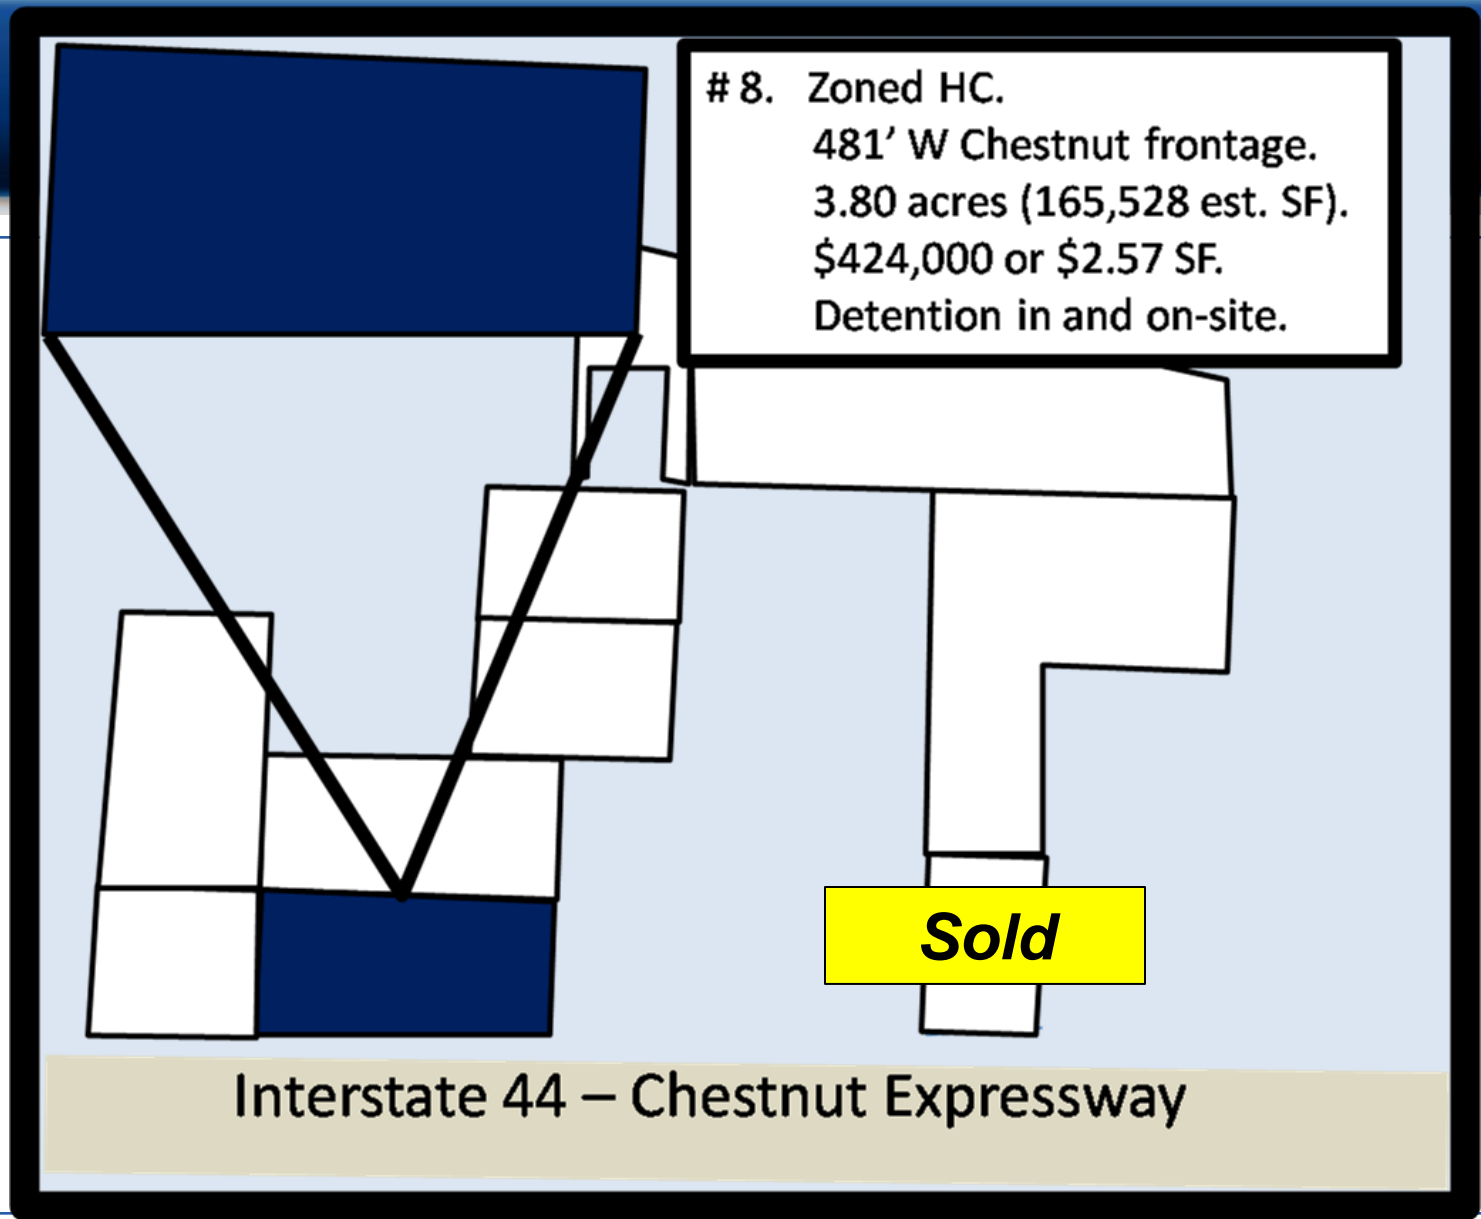 # 8. Zoned HC.
481’ W Chestnut frontage.
3.80 acres (165,528 est. SF).
$424,000 or $2.57 SF.
Detention in and on-site.
Sold
Interstate 44 – Chestnut Expressway